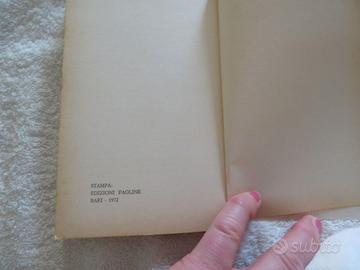 STAMPA:
EDIZIONI PAOLINE
BARI - 1972
subito